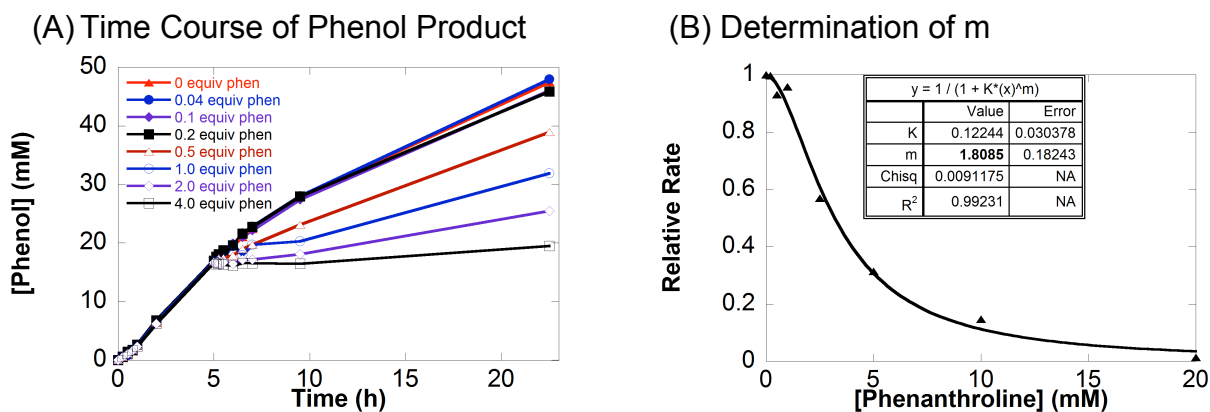 (A) Time Course of Phenol Product
50
40
30
20
10
0
[Phenol] (mM)
0 equiv phen
0.04 equiv phen
0.1 equiv phen
0.2 equiv phen
0.5 equiv phen
1.0 equiv phen
2.0 equiv phen
4.0 equiv phen
0 5 10 15 20
Time (h)
(B) Determination of m
1
0.8
0.6
0.4
0.2
0
Relative Rate
y = 1 / (1 + K*(x)^m)
Value Error
K 0.12244 0.030378
m 1.8085 0.18243
Chisq 0.0091175 NA
R² 0.99231 NA
0 5 10 15 20
[Phenanthroline] (mM)